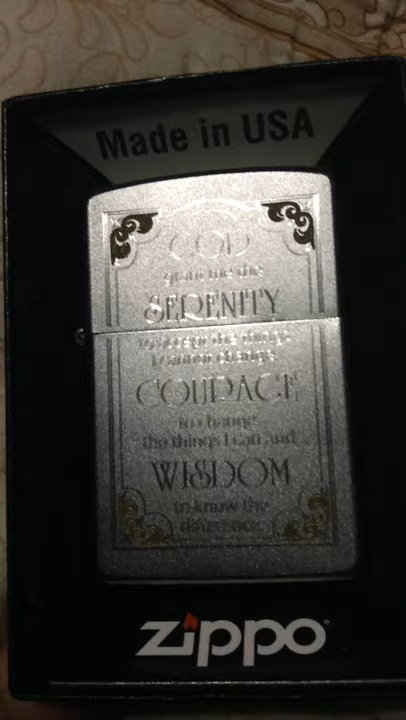 Made in USA
GOD
grant me the
SERENITY
to accept the things
I cannot change,
COURAGE
to change
the things I can and
WISDOM
to know the
difference.
zippo